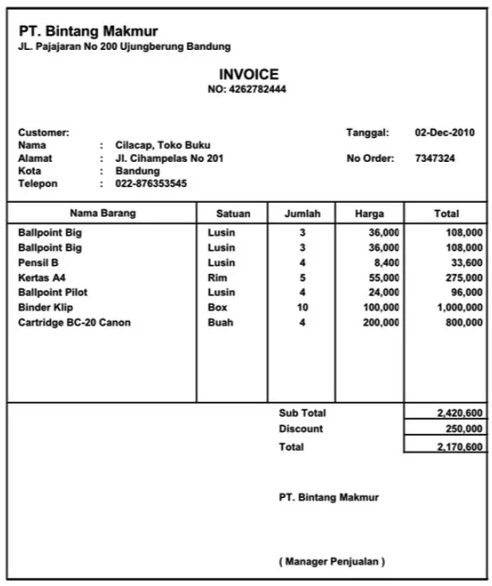 PT. Bintang Makmur
JL. Pajajaran No 200 Ujungberung Bandung
INVOICE
NO: 4262782444
Customer: Tanggal: 02-Dec-2010
Nama : Cilacap, Toko Buku
Alamat : Jl. Cihampelas No 201 No Order: 7347324
Kota : Bandung
Telepon : 022-876353545
Nama Barang Satuan Jumlah Harga Total
Ballpoint Big Lusin 3 36,000 108,000
Ballpoint Big Lusin 3 36,000 108,000
Pensil B Lusin 4 8,400 33,600
Kertas A4 Rim 5 55,000 275,000
Ballpoint Pilot Lusin 4 24,000 96,000
Binder Klip Box 10 100,000 1,000,000
Cartridge BC-20 Canon Buah 4 200,000 800,000
Sub Total 2,420,600
Discount 250,000
Total 2,170,600
PT. Bintang Makmur
( Manager Penjualan )